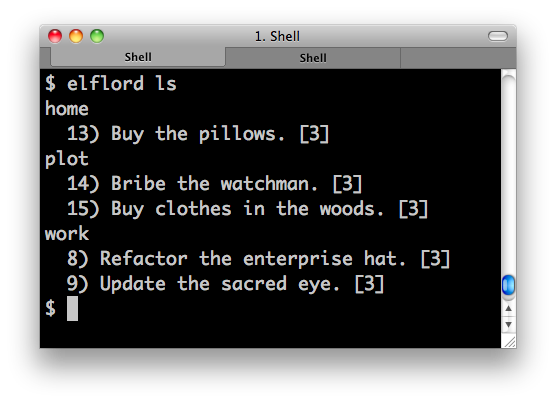 1. Shell
Shell Shell
$ elflord ls
home
  13) Buy the pillows. [3]
plot
  14) Bribe the watchman. [3]
  15) Buy clothes in the woods. [3]
work
  8) Refactor the enterprise hat. [3]
  9) Update the sacred eye. [3]
$